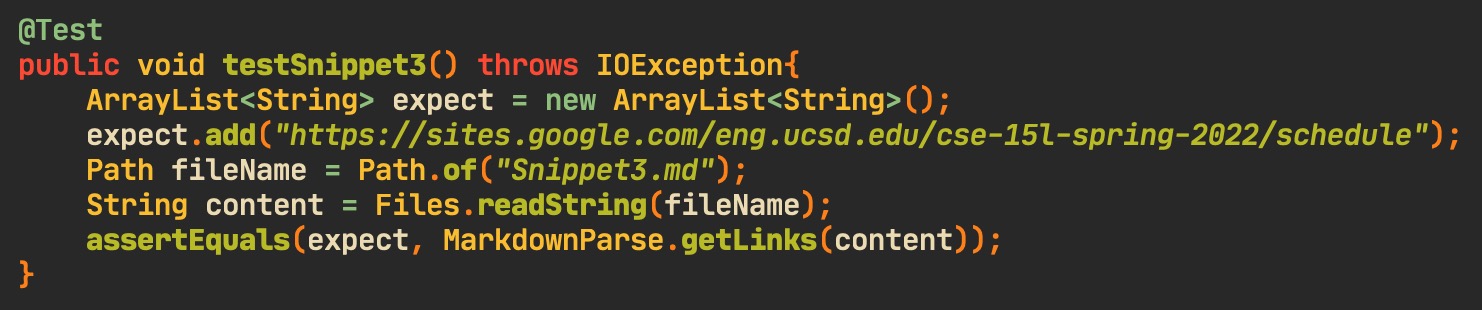 @Test
public void testSnippet3() throws IOException{
    ArrayList<String> expect = new ArrayList<String>();
    expect.add("https://sites.google.com/eng.ucsd.edu/cse-15l-spring-2022/schedule");
    Path fileName = Path.of("Snippet3.md");
    String content = Files.readString(fileName);
    assertEquals(expect, MarkdownParse.getLinks(content));
}